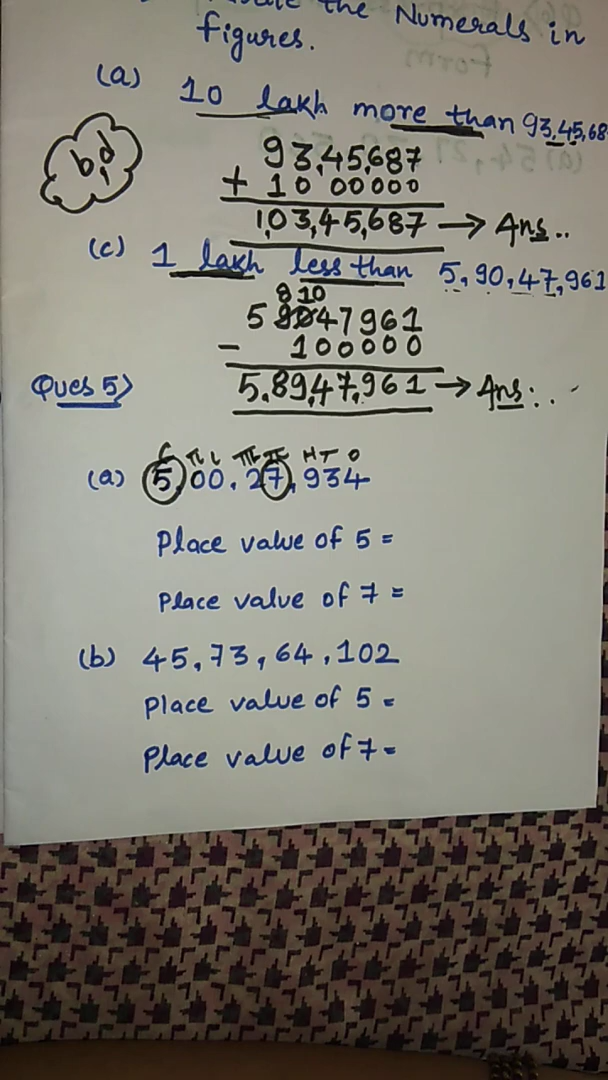 the Numerals in
figures.
(a) 10 lakh more than 93,45,68
b,d
93,45,687
+ 10 00000
1,03,45,687 → Ans..
(c) 1 lakh less than 5,90,47,961
8 10
5 9047961
- 100000
5,89,47,961 → Ans:..
Ques 5>
C TL L TTh Th H T O
(a) 5,00,27,934
Place value of 5 =
Place value of 7 =
(b) 45,73,64,102
Place value of 5 =
Place value of 7 =